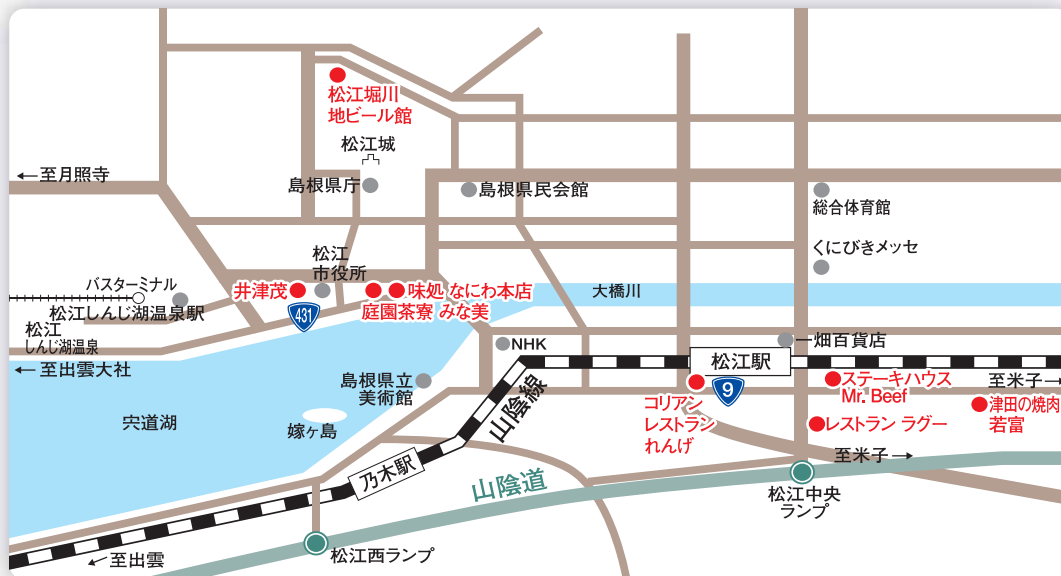 松江堀川
地ビール館
松江城
←至月照寺
島根県庁
島根県民会館
総合体育館
松江
市役所
くにびきメッセ
バスターミナル
井津茂
味処 なにわ本店
庭園茶寮 みな美
大橋川
松江しんじ湖温泉駅
431
松江
しんじ湖温泉
NHK
一畑百貨店
松江駅
←至出雲大社
島根県立
美術館
山陰線
9
ステーキハウス
Mr. Beef
至米子→
コリアン
レストラン
れんげ
津田の焼肉
若富
宍道湖
嫁ヶ島
レストラン ラグー
乃木駅
至米子→
山陰道
松江中央
ランプ
←至出雲
松江西ランプ